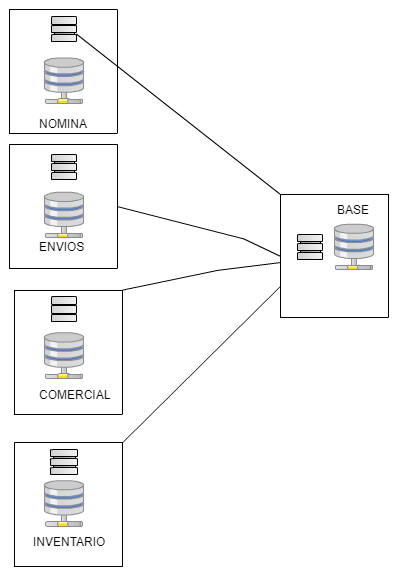 NOMINA
BASE
ENVIOS
COMERCIAL
INVENTARIO